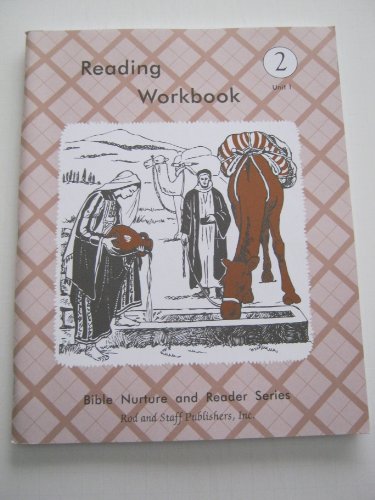 Reading
Workbook
2
Unit 1
Bible Nurture and Reader Series
Rod and Staff Publishers, Inc.